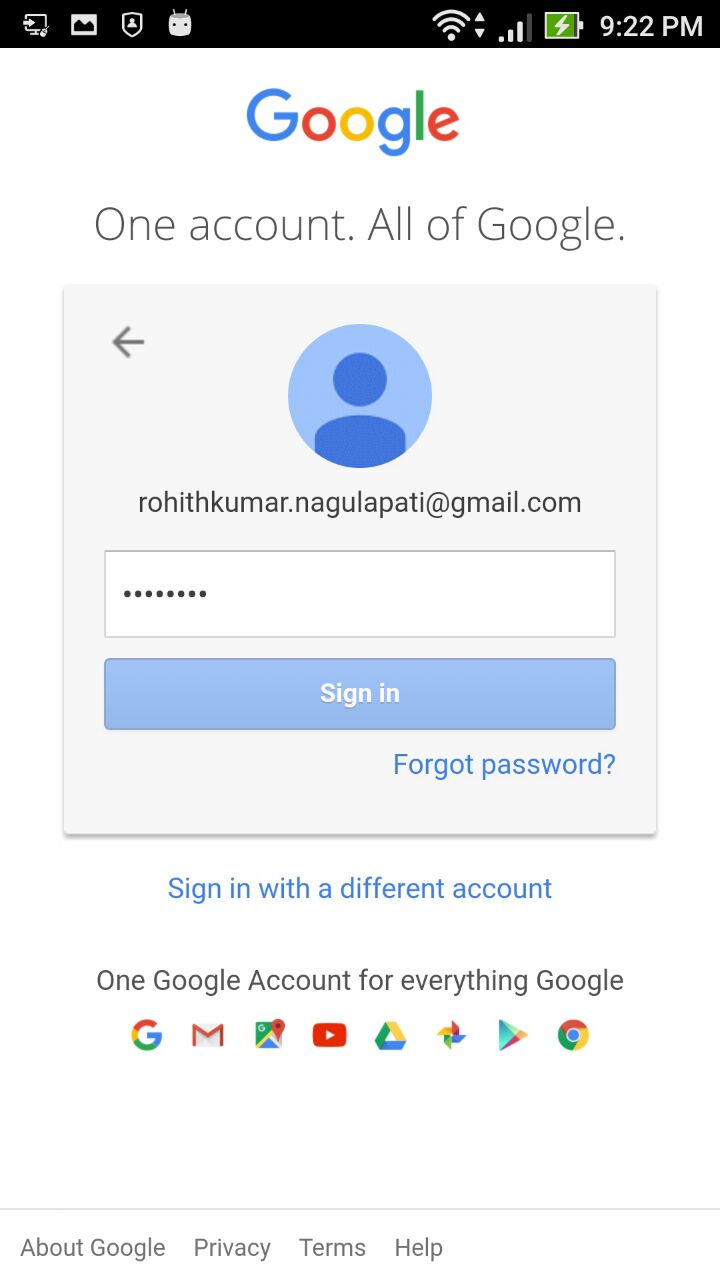 9:22 PM
Google
One account. All of Google.
rohithkumar.nagulapati@gmail.com
••••••••
Sign in
Forgot password?
Sign in with a different account
One Google Account for everything Google
About Google Privacy Terms Help